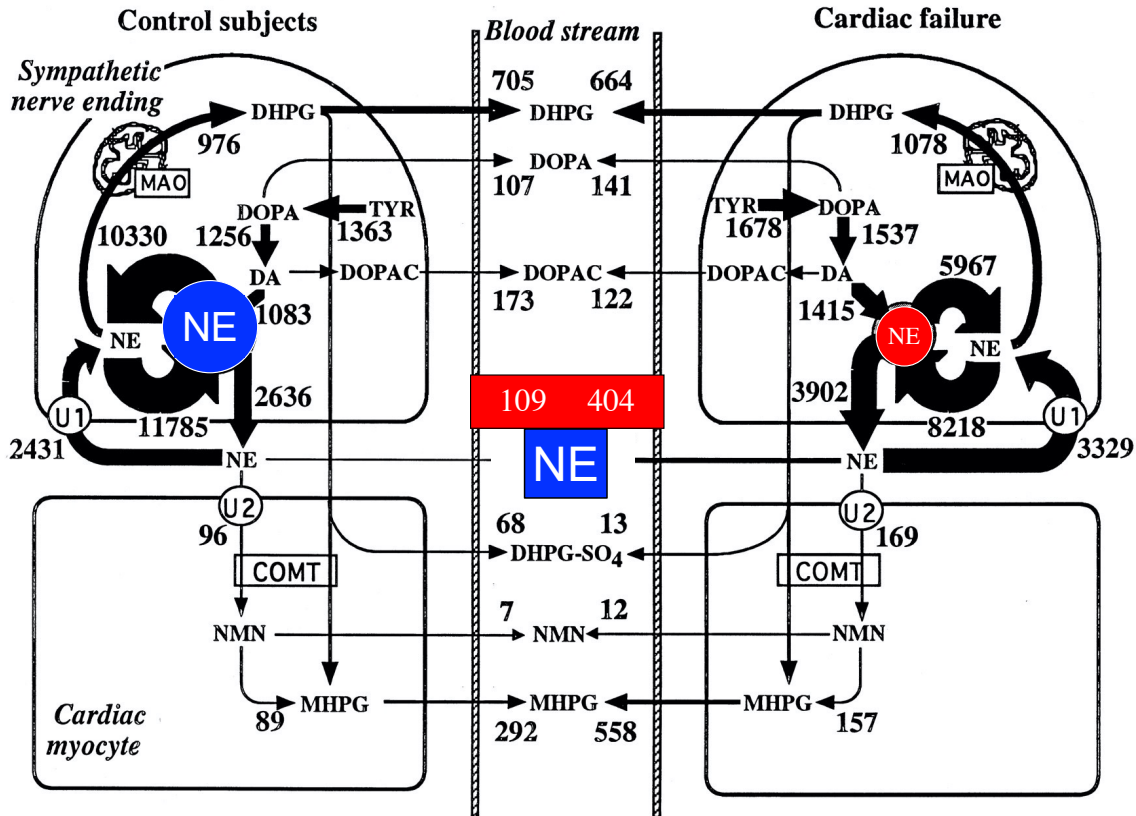 Control subjects
Blood stream
Cardiac failure
Sympathetic
nerve ending
705 664
DHPG DHPG DHPG
976 1078
MAO MAO
DOPA
107 141
DOPA TYR TYR DOPA
1256 1363 1678 1537
10330 5967
DA DOPAC DOPAC DOPAC DA
1083 173 122 1415
NE NE NE NE
2636 109 404 3902
U1 11785 8218 U1
2431 NE NE NE 3329
U2 U2
96 68 13 169
DHPG-SO4
COMT COMT
7 12
NMN NMN NMN
MHPG MHPG MHPG
89 292 558 157
Cardiac
myocyte